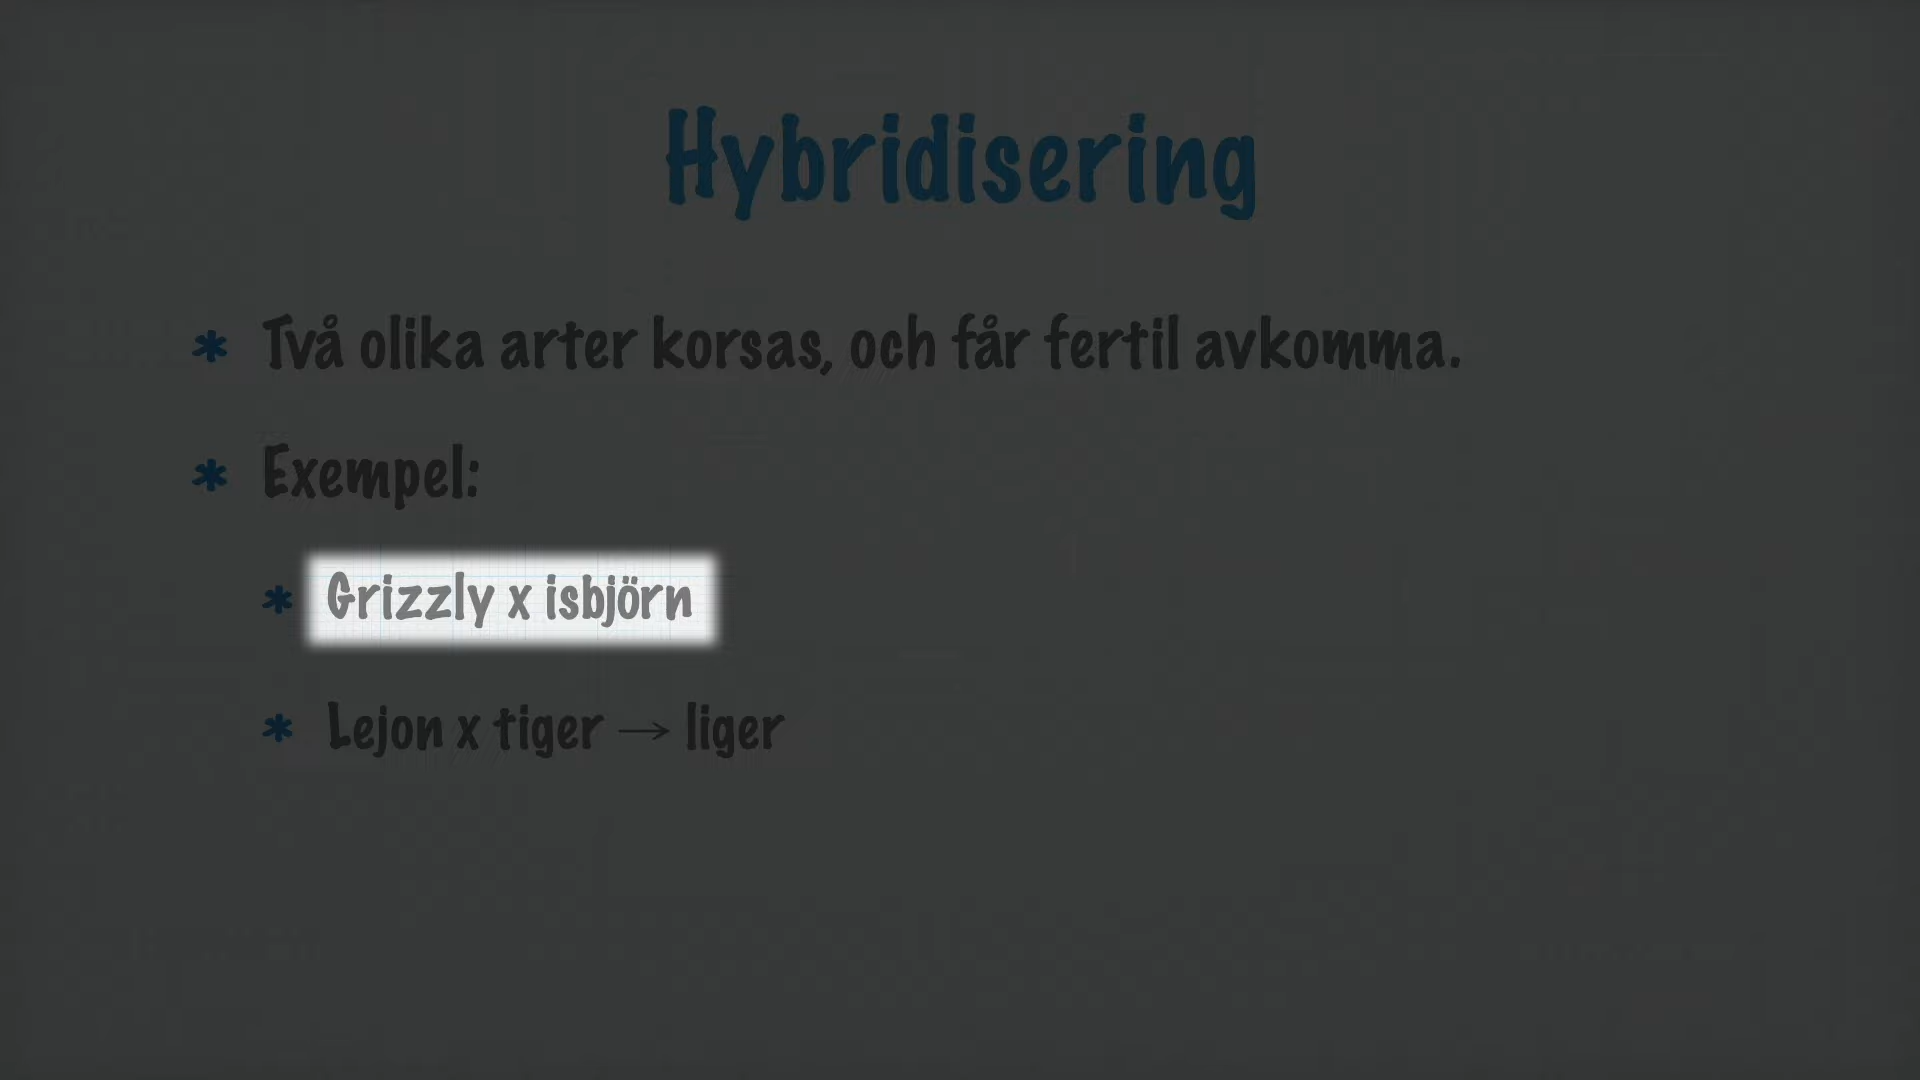 Hybridisering
* Två olika arter korsas, och får fertil avkomma.
* Exempel:
* Grizzly x isbjörn
* Lejon x tiger → liger